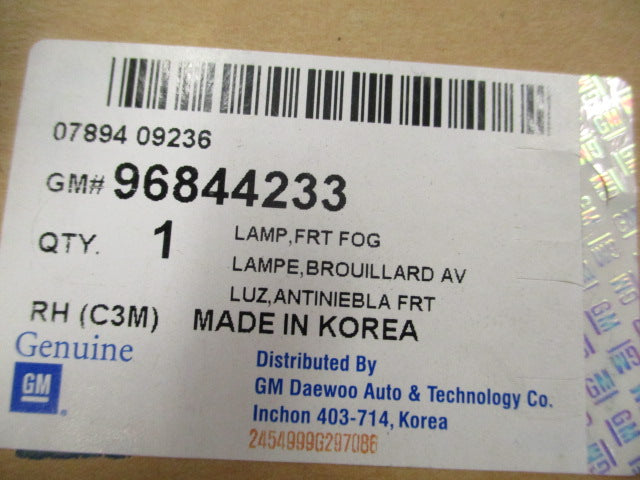 07894 09236
GM# 96844233
QTY. 1 LAMP,FRT FOG
LAMPE,BROUILLARD AV
LUZ,ANTINIEBLA FRT
RH (C3M) MADE IN KOREA
Genuine
GM
Distributed By
GM Daewoo Auto & Technology Co.
Inchon 403-714, Korea
2454999G297086